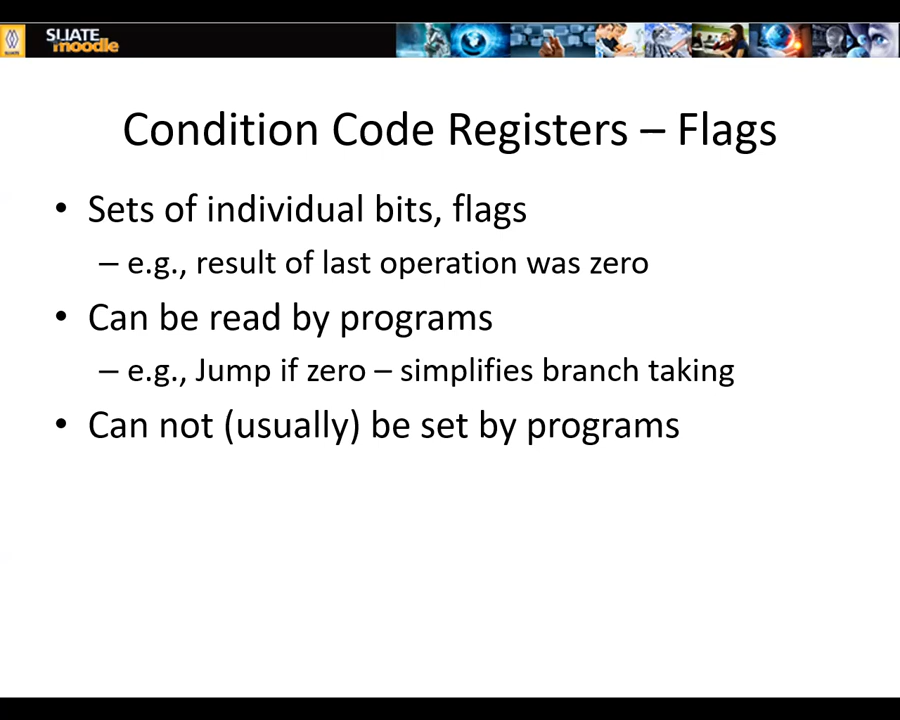 SLIATE
moodle
Condition Code Registers – Flags
• Sets of individual bits, flags
– e.g., result of last operation was zero
• Can be read by programs
– e.g., Jump if zero – simplifies branch taking
• Can not (usually) be set by programs